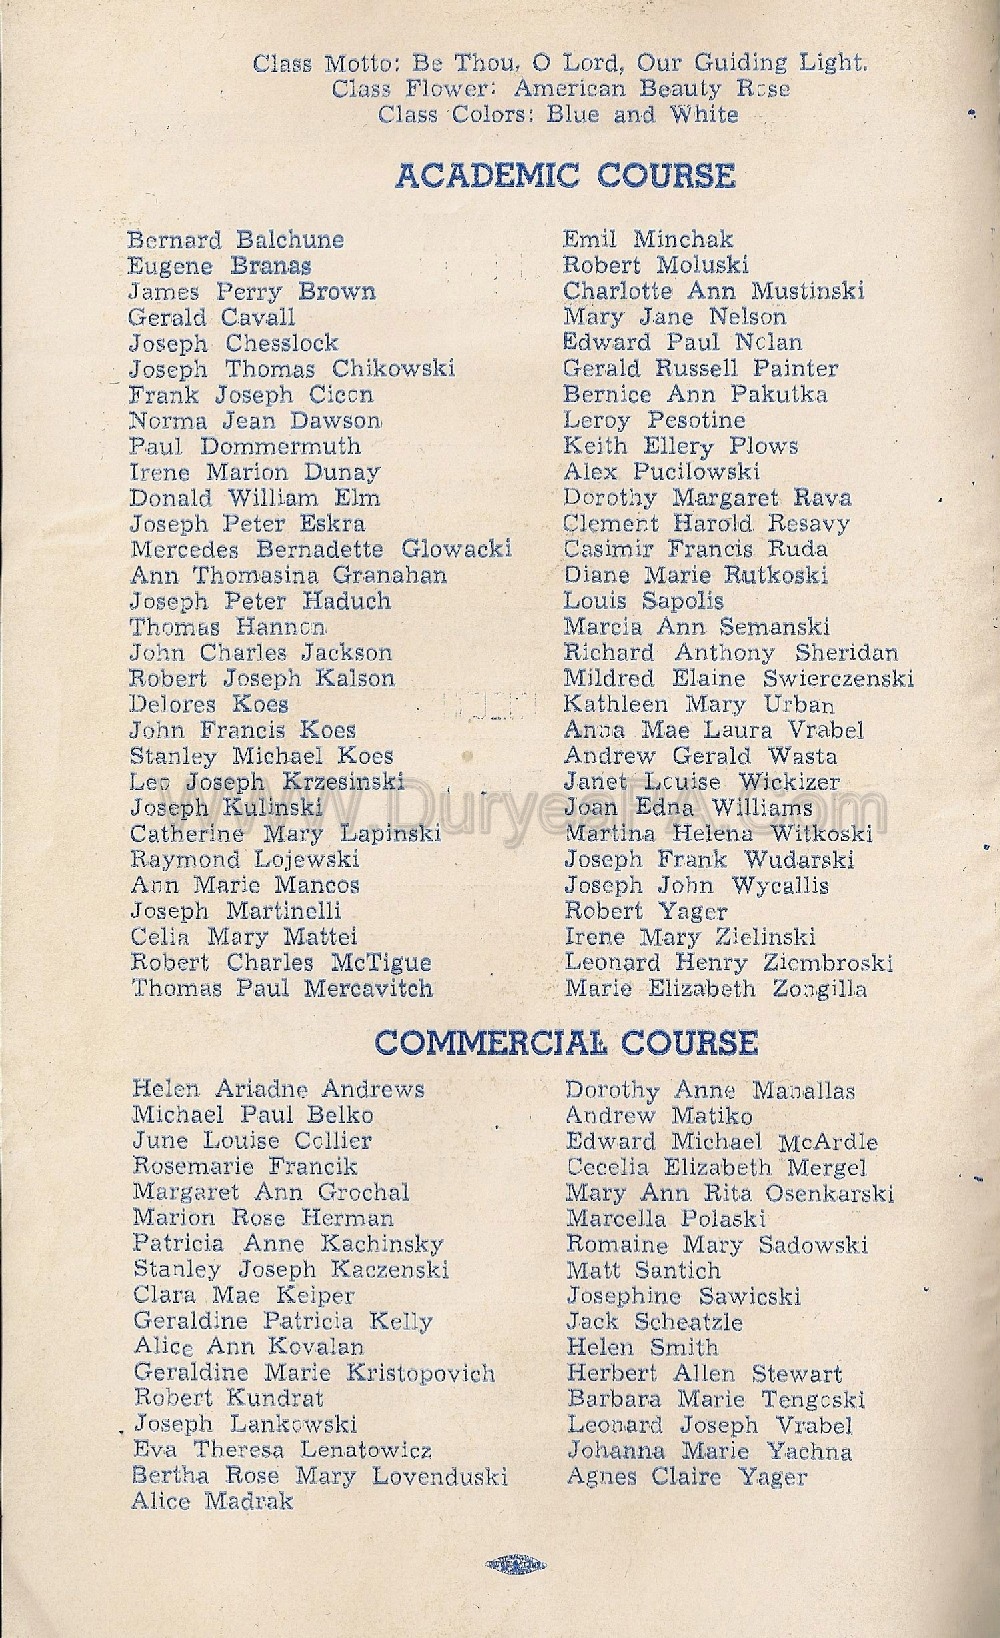 Class Motto: Be Thou, O Lord, Our Guiding Light.
Class Flower: American Beauty Rose
Class Colors: Blue and White
ACADEMIC COURSE
Bernard Balchune
Eugene Branas
James Perry Brown
Gerald Cavall
Joseph Chesslock
Joseph Thomas Chikowski
Frank Joseph Cicon
Norma Jean Dawson
Paul Dommermuth
Irene Marion Dunay
Donald William Elm
Joseph Peter Eskra
Mercedes Bernadette Glowacki
Ann Thomasina Granahan
Joseph Peter Haduch
Thomas Hannon
John Charles Jackson
Robert Joseph Kalson
Delores Koes
John Francis Koes
Stanley Michael Koes
Leo Joseph Krzesinski
Joseph Kulinski
Catherine Mary Lapinski
Raymond Lojewski
Ann Marie Mancos
Joseph Martinelli
Celia Mary Mattei
Robert Charles McTigue
Thomas Paul Mercavitch
Emil Minchak
Robert Moluski
Charlotte Ann Mustinski
Mary Jane Nelson
Edward Paul Nolan
Gerald Russell Painter
Bernice Ann Pakutka
Leroy Pesotine
Keith Ellery Plows
Alex Pucilowski
Dorothy Margaret Rava
Clement Harold Resavy
Casimir Francis Ruda
Diane Marie Rutkoski
Louis Sapolis
Marcia Ann Semanski
Richard Anthony Sheridan
Mildred Elaine Swierczenski
Kathleen Mary Urban
Anna Mae Laura Vrabel
Andrew Gerald Wasta
Janet Louise Wickizer
Joan Edna Williams
Martina Helena Witkoski
Joseph Frank Wudarski
Joseph John Wycallis
Robert Yager
Irene Mary Zielinski
Leonard Henry Ziembroski
Marie Elizabeth Zongilla
WWW.DuryeaPA.Com
COMMERCIAL COURSE
Helen Ariadne Andrews
Michael Paul Belko
June Louise Collier
Rosemarie Francik
Margaret Ann Grochal
Marion Rose Herman
Patricia Anne Kachinsky
Stanley Joseph Kaczenski
Clara Mae Keiper
Geraldine Patricia Kelly
Alice Ann Kovalan
Geraldine Marie Kristopovich
Robert Kundrat
Joseph Lankowski
Eva Theresa Lenatowicz
Bertha Rose Mary Lovenduski
Alice Madrak
Dorothy Anne
Andrew Matiko
Edward Michael McArdle
Cecelia Elizabeth Mergel
Mary Ann Rita Osenkarski
Marcella Polaski
Romaine Mary Sadowski
Matt Santich
Josephine Sawicski
Jack Scheatzle
Helen Smith
Herbert Allen Stewart
Barbara Marie Tengoski
Leonard Joseph Vrabel
Johanna Marie Yachna
Agnes Claire Yager